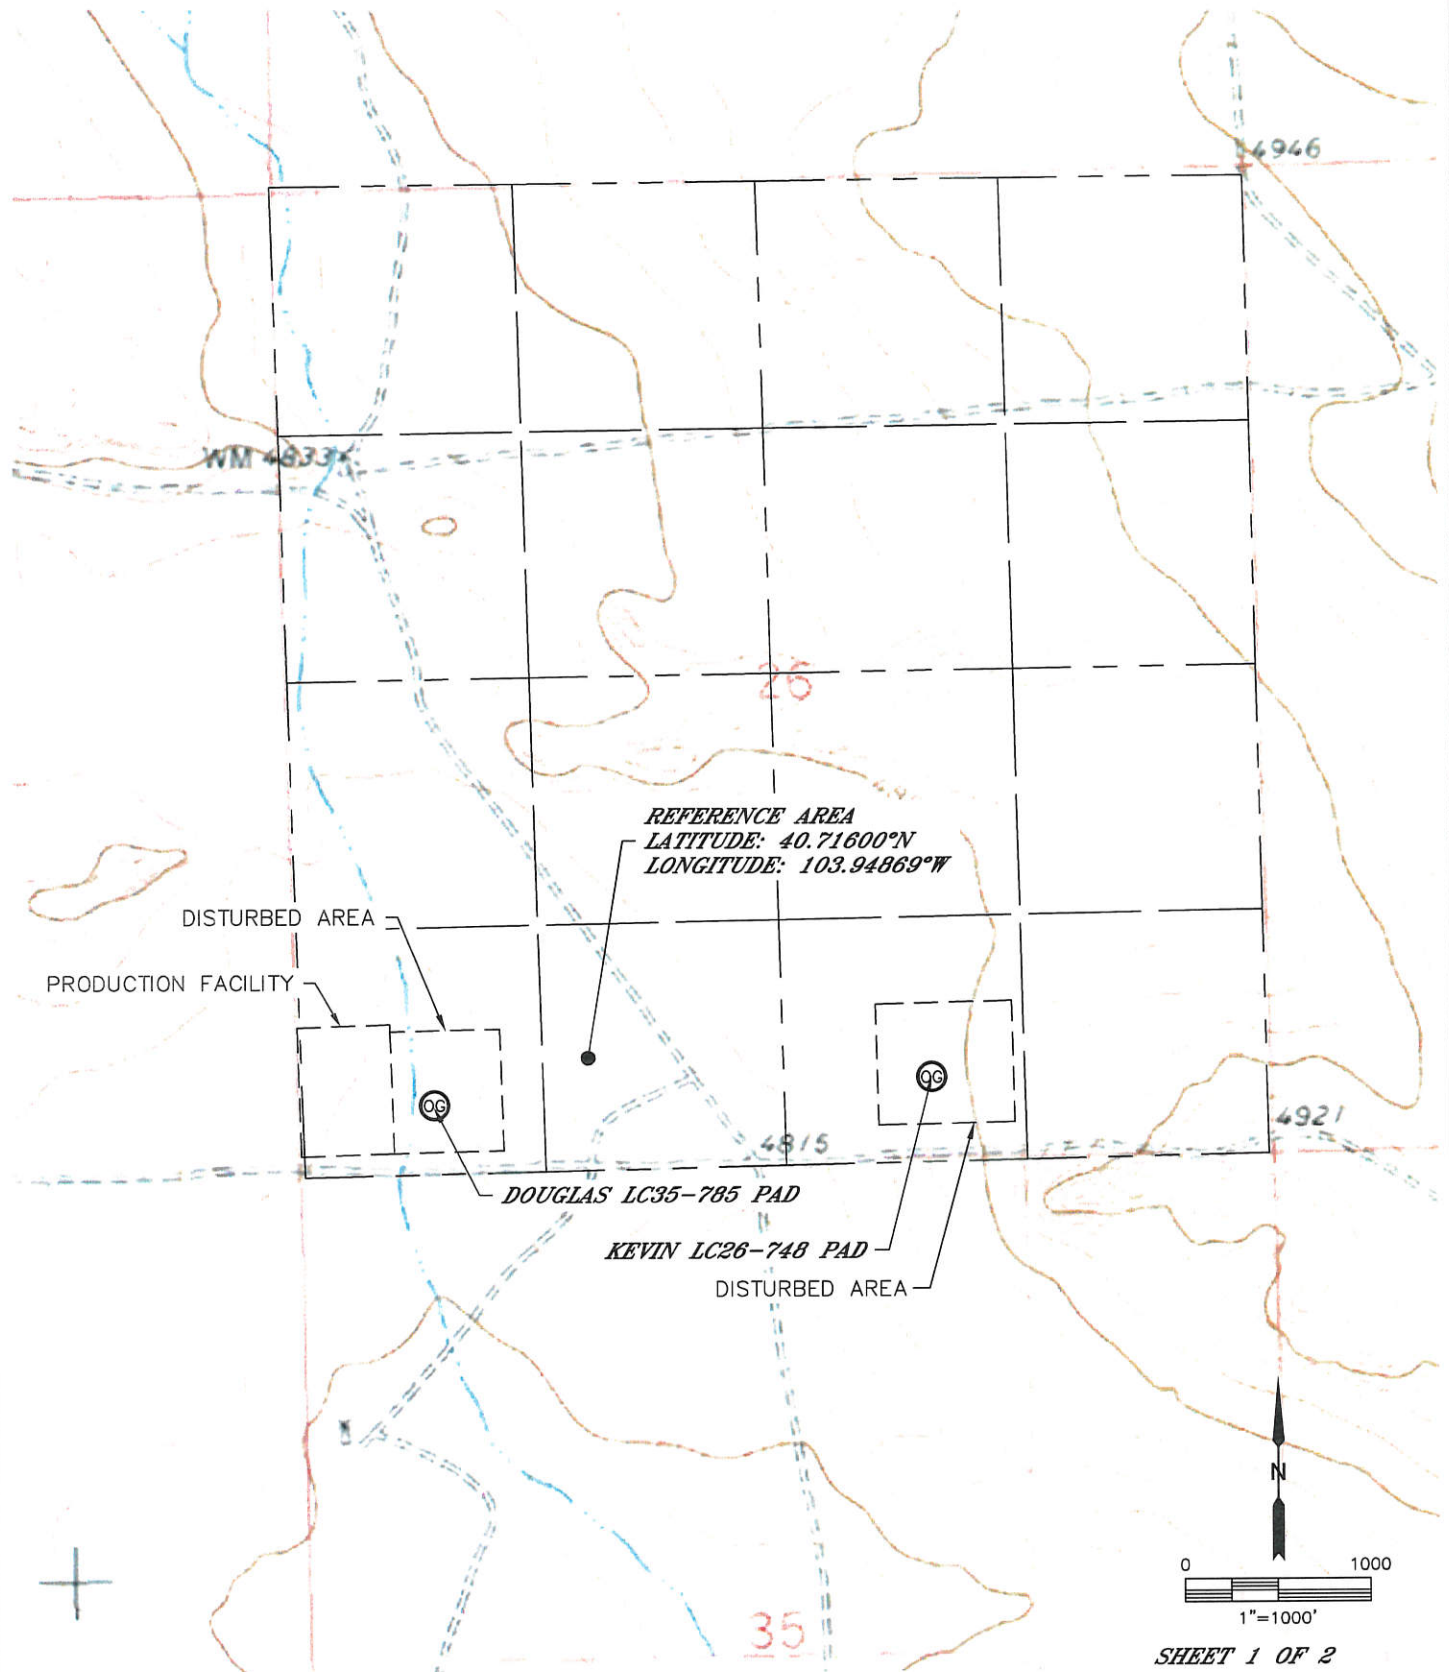 4946
WM 4833
26
REFERENCE AREA
LATITUDE: 40.71600°N
LONGITUDE: 103.94869°W
DISTURBED AREA
PRODUCTION FACILITY
OG
OG
4815
4921
DOUGLAS LC35-785 PAD
KEVIN LC26-748 PAD
DISTURBED AREA
N
0 1000
1"=1000'
35
SHEET 1 OF 2